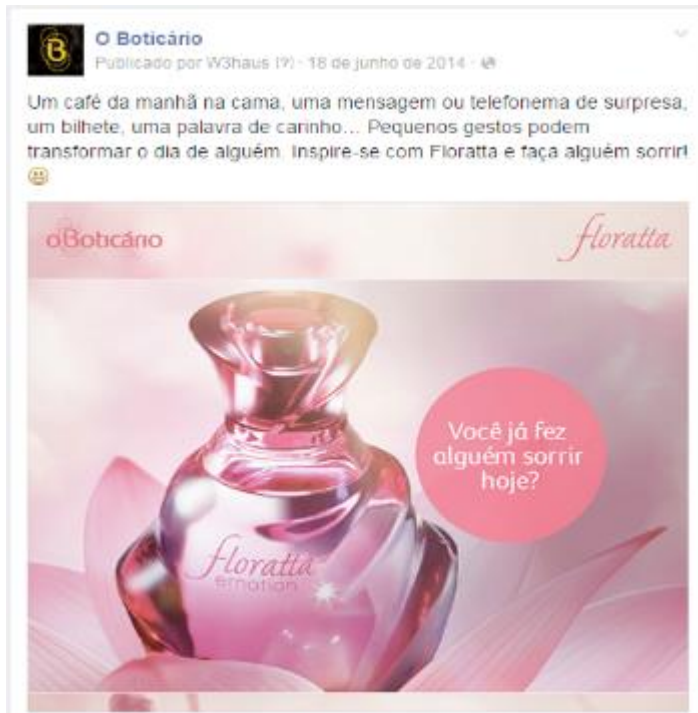 O Boticário
Publicado por W3haus [?] · 18 de junho de 2014 ·
Um café da manhã na cama, uma mensagem ou telefonema de surpresa,
um bilhete, uma palavra de carinho... Pequenos gestos podem
transformar o dia de alguém. Inspire-se com Floratta e faça alguém sorrir!
oBoticário
floratta
Você já fez
alguém sorrir
hoje?
floratta
emotion